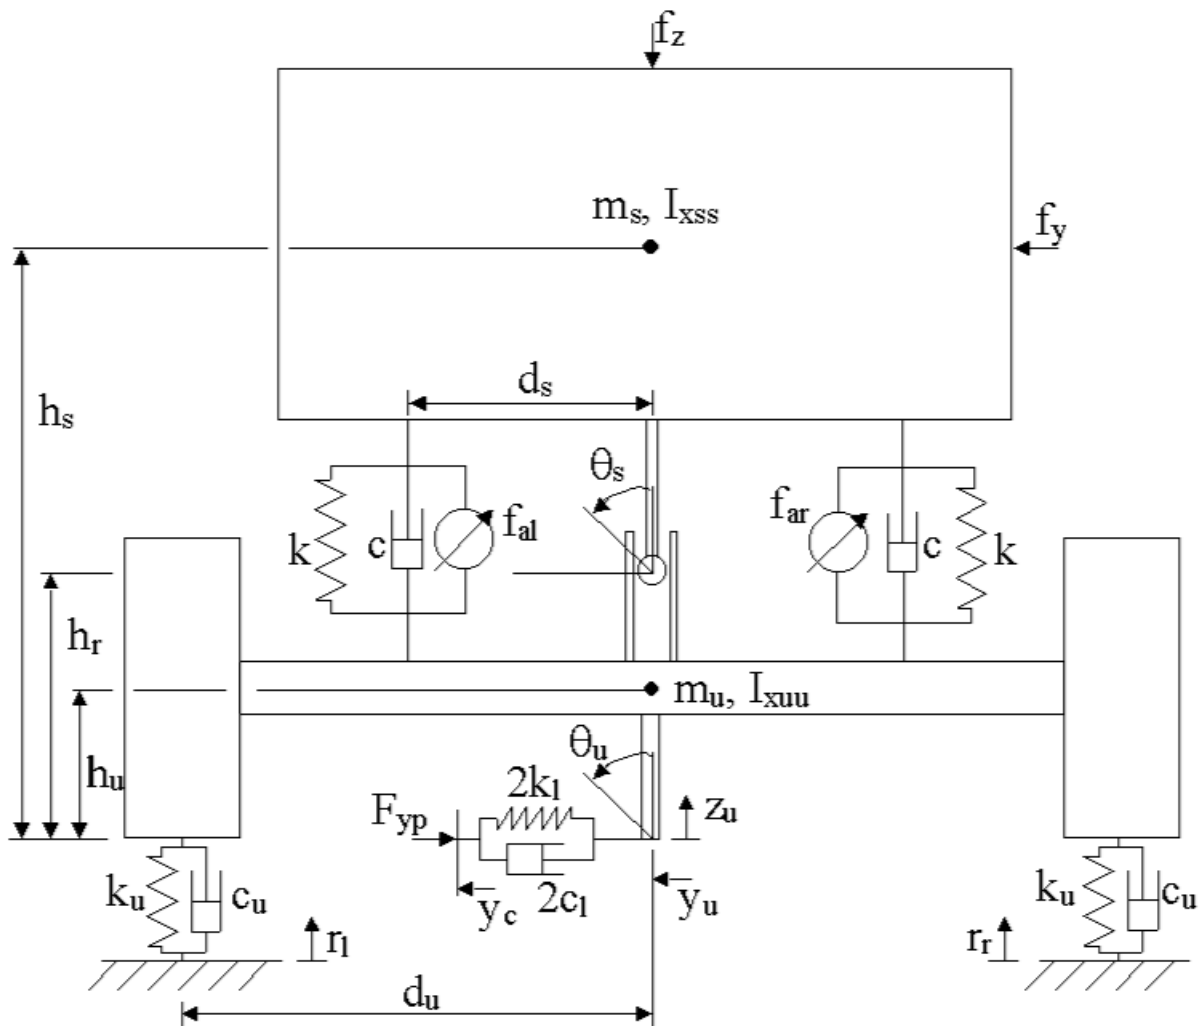 f_z
m_s, I_xss
f_y
h_s
d_s
θ_s
k
c
f_al
f_ar
c
k
h_r
m_u, I_xuu
h_u
θ_u
2k_l
F_yp
z_u
2c_l
y_c
y_u
k_u
c_u
r_l
r_r
k_u
c_u
d_u